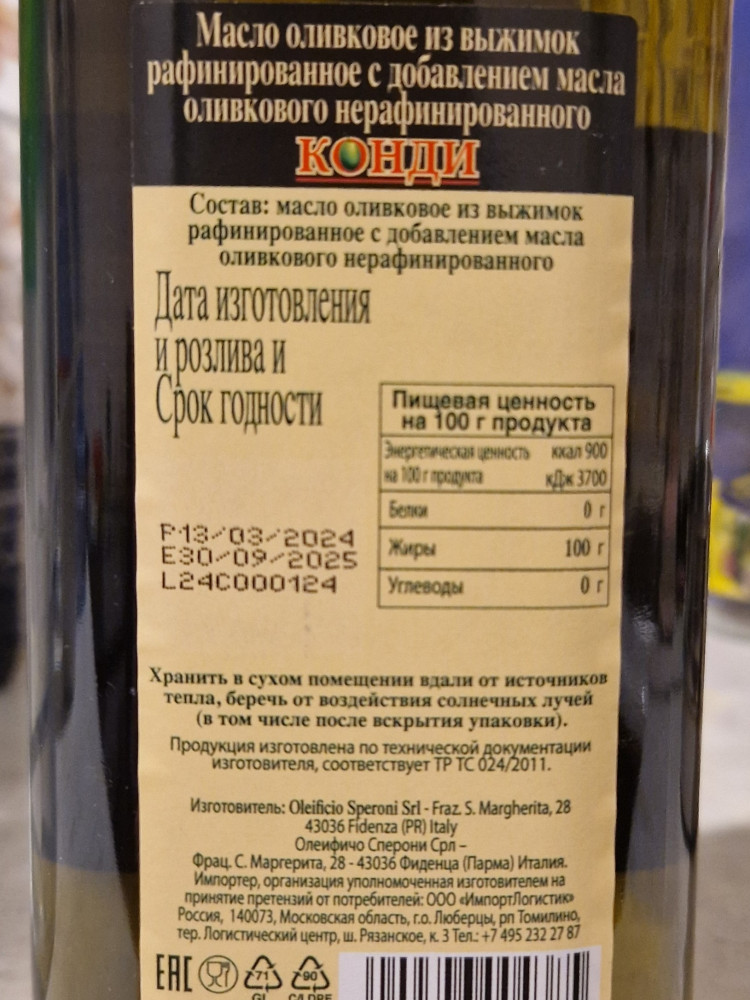 Масло оливковое из выжимок
рафинированное с добавлением масла
оливкового нерафинированного
КОНДИ
Состав: масло оливковое из выжимок
рафинированное с добавлением масла
оливкового нерафинированного
Дата изготовления
и розлива и
Срок годности
P13/03/2024
E30/09/2025
L24C000124
Пищевая ценность
на 100 г продукта
Энергетическая ценность ккал 900
на 100 г продукта кДж 3700
Белки 0 г
Жиры 100 г
Углеводы 0 г
Хранить в сухом помещении вдали от источников
тепла, беречь от воздействия солнечных лучей
(в том числе после вскрытия упаковки).
Продукция изготовлена по технической документации
изготовителя, соответствует ТР ТС 024/2011.
Изготовитель: Oleificio Speroni Srl - Fraz. S. Margherita, 28
43036 Fidenza (PR) Italy
Олеифичо Сперони Срл –
Фрац. С. Маргерита, 28 - 43036 Фиденца (Парма) Италия.
Импортер, организация уполномоченная изготовителем на
принятие претензий от потребителей: ООО «ИмпортЛогистик»
Россия, 140073, Московская область, г.о. Люберцы, рп Томилино,
тер. Логистический центр, ш. Рязанское, к. 3 Тел.: +7 495 232 27 87
EAC 71 90
GL C/LDPE